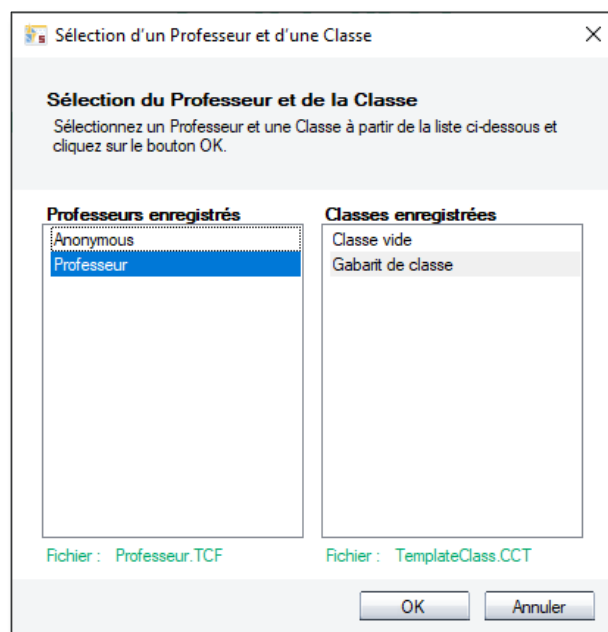 Sélection d'un Professeur et d'une Classe
Sélection du Professeur et de la Classe
Sélectionnez un Professeur et une Classe à partir de la liste ci-dessous et
cliquez sur le bouton OK.
Professeurs enregistrés
Anonymous
Professeur
Fichier : Professeur.TCF
Classes enregistrées
Classe vide
Gabarit de classe
Fichier : TemplateClass.CCT
OK
Annuler